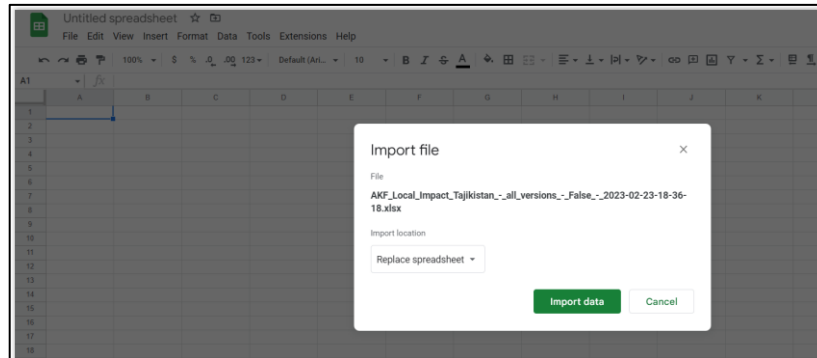 Untitled spreadsheet
File Edit View Insert Format Data Tools Extensions Help
100% $ % .0 .00 123 Default (Ari... 10 B I S A
A1 fx
A B C D E F G H I J K
1
2
3
4
5
6
7
8
9
10
11
12
13
14
15
16
17
18
Import file
File
AKF_Local_Impact_Tajikistan_-_all_versions_-_False_-_2023-02-23-18-36-
18.xlsx
Import location
Replace spreadsheet
Import data Cancel